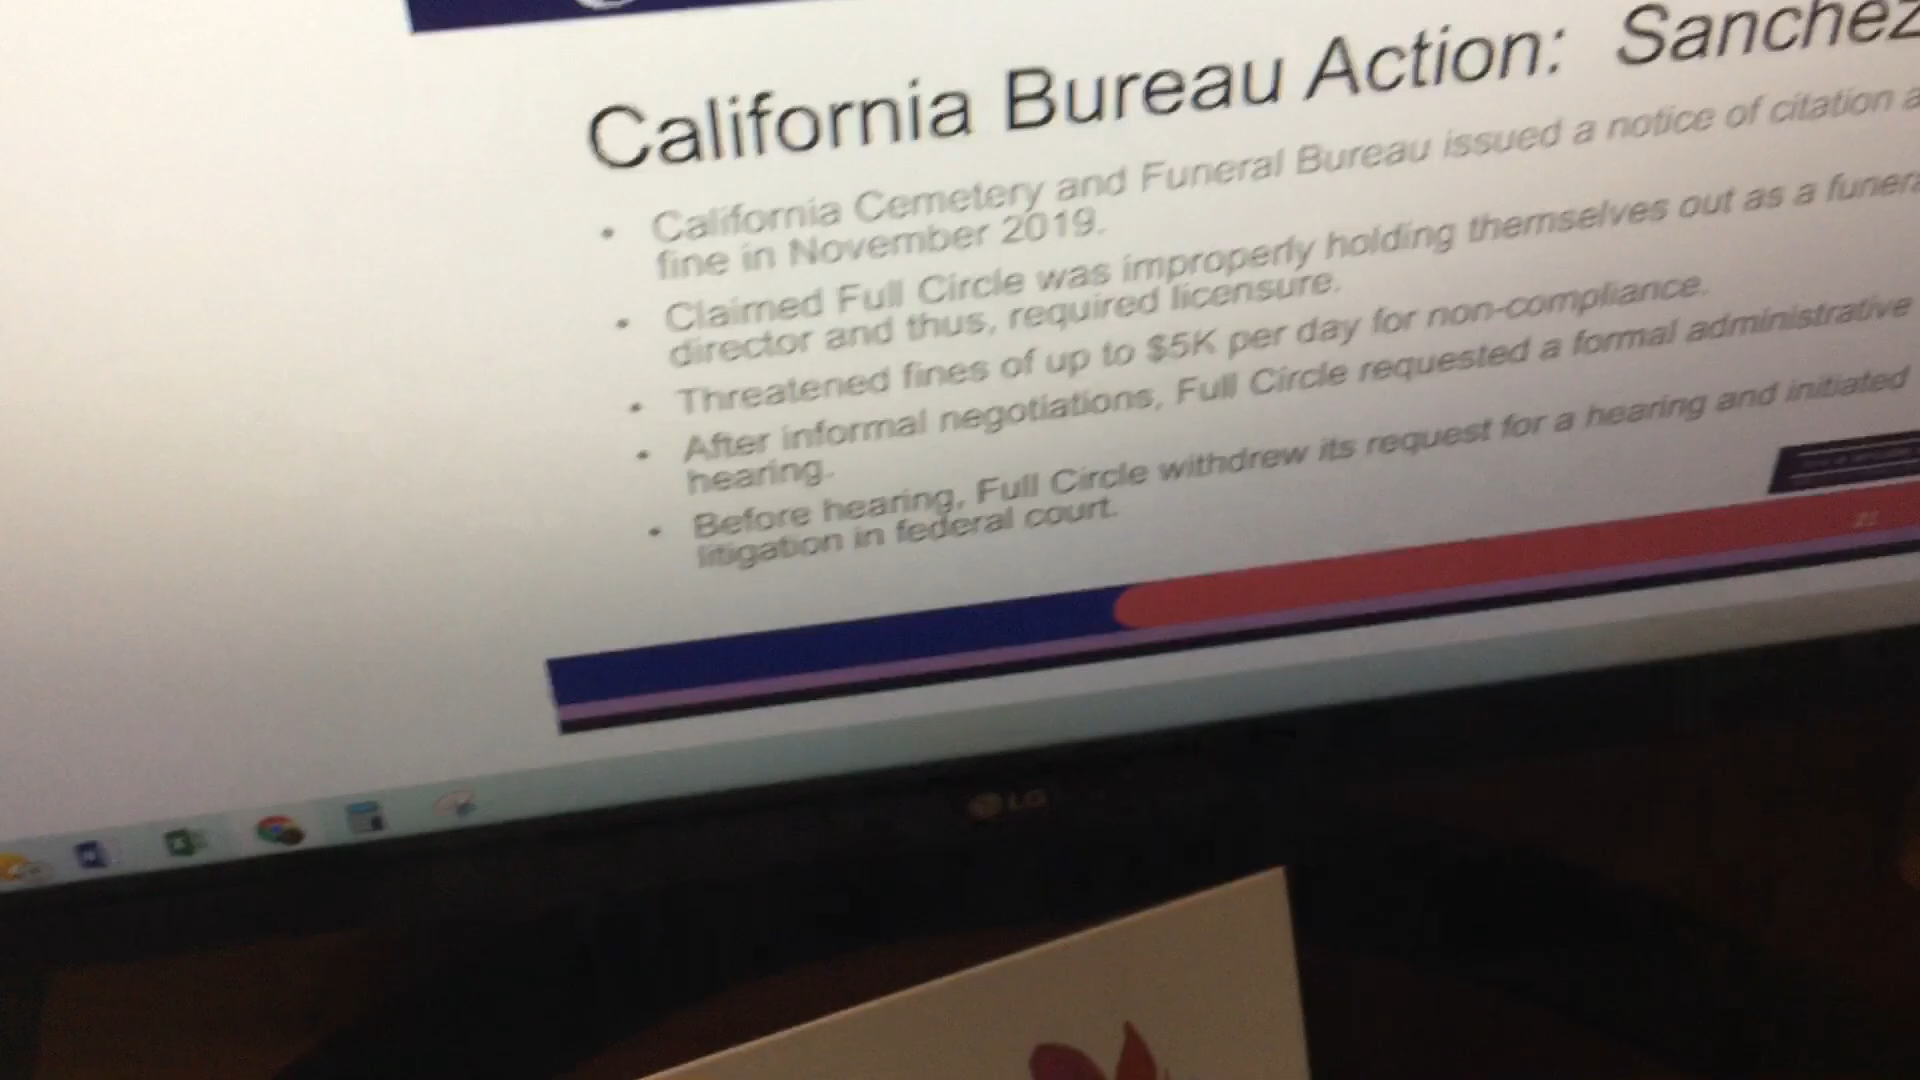 California Bureau Action: Sanchez
• California Cemetery and Funeral Bureau issued a notice of citation a
fine in November 2019.
• Claimed Full Circle was improperly holding themselves out as a funera
director and thus, required licensure.
• Threatened fines of up to $5K per day for non-compliance.
• After informal negotiations, Full Circle requested a formal administrative
hearing.
• Before hearing, Full Circle withdrew its request for a hearing and initiated
litigation in federal court.
LG